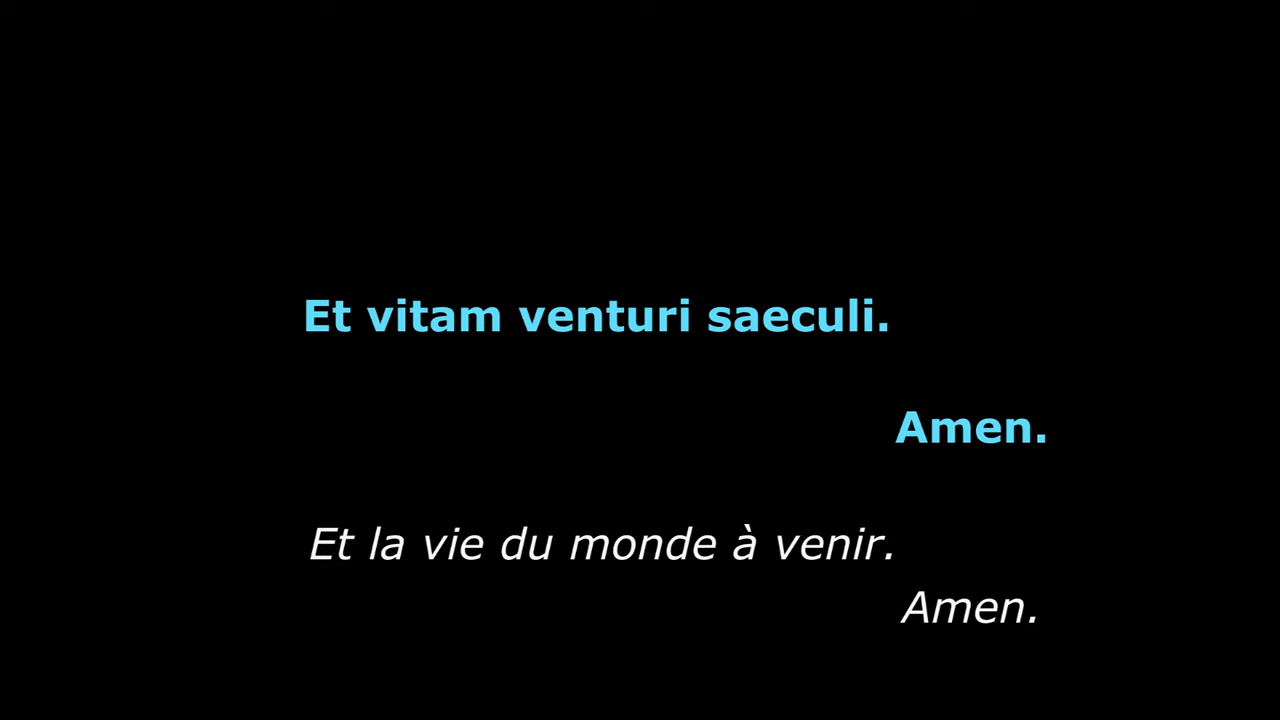 Et vitam venturi saeculi.
Amen.
Et la vie du monde à venir.
Amen.